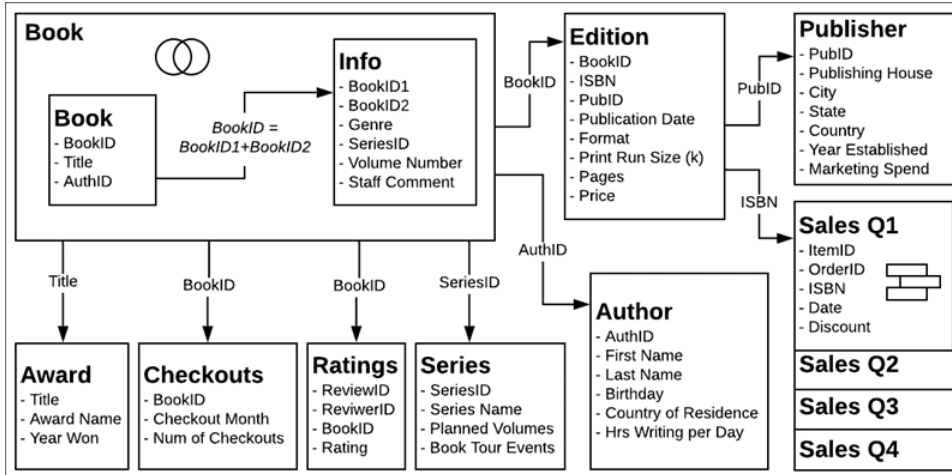 Book
Book
- BookID
- Title
- AuthID
BookID =
BookID1+BookID2
Info
- BookID1
- BookID2
- Genre
- SeriesID
- Volume Number
- Staff Comment
BookID
Edition
- BookID
- ISBN
- PubID
- Publication Date
- Format
- Print Run Size (k)
- Pages
- Price
PubID
Publisher
- PubID
- Publishing House
- City
- State
- Country
- Year Established
- Marketing Spend
ISBN
Sales Q1
- ItemID
- OrderID
- ISBN
- Date
- Discount
Sales Q2
Sales Q3
Sales Q4
Title
BookID
BookID
SeriesID
AuthID
Award
- Title
- Award Name
- Year Won
Checkouts
- BookID
- Checkout Month
- Num of Checkouts
Ratings
- ReviewID
- ReviwerID
- BookID
- Rating
Series
- SeriesID
- Series Name
- Planned Volumes
- Book Tour Events
Author
- AuthID
- First Name
- Last Name
- Birthday
- Country of Residence
- Hrs Writing per Day